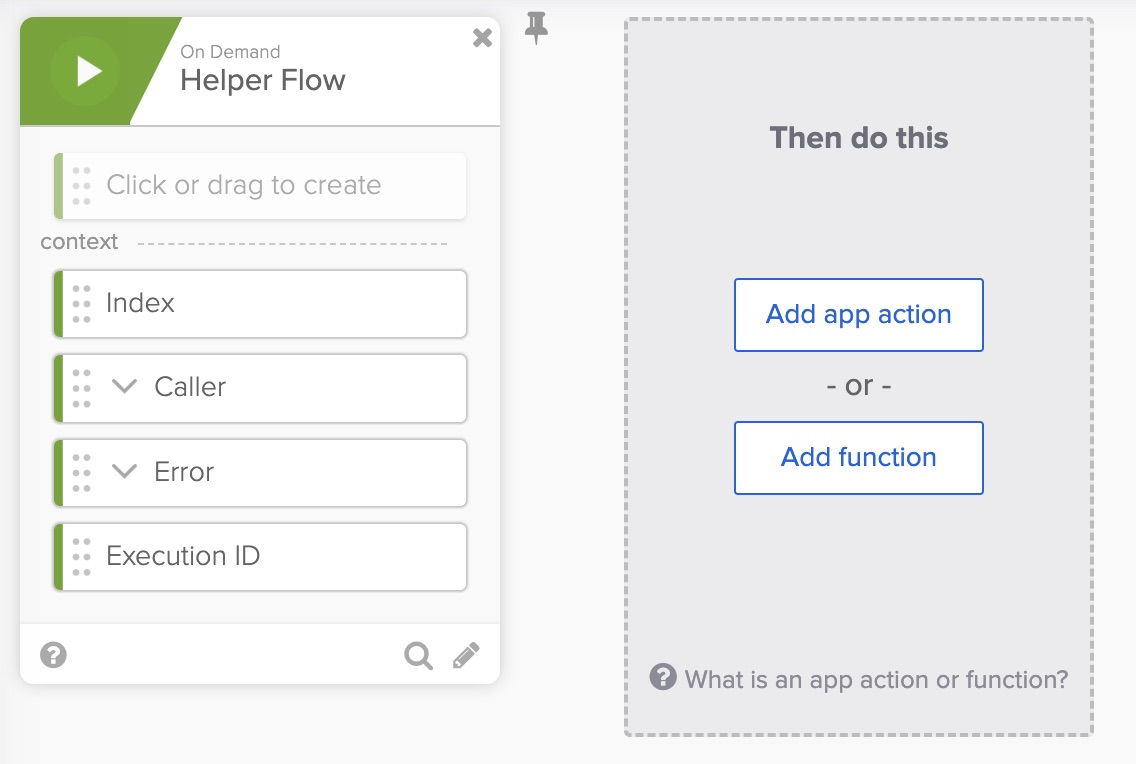 On Demand
Helper Flow
Click or drag to create
context
Index
Caller
Error
Execution ID
Then do this
Add app action
- or -
Add function
What is an app action or function?